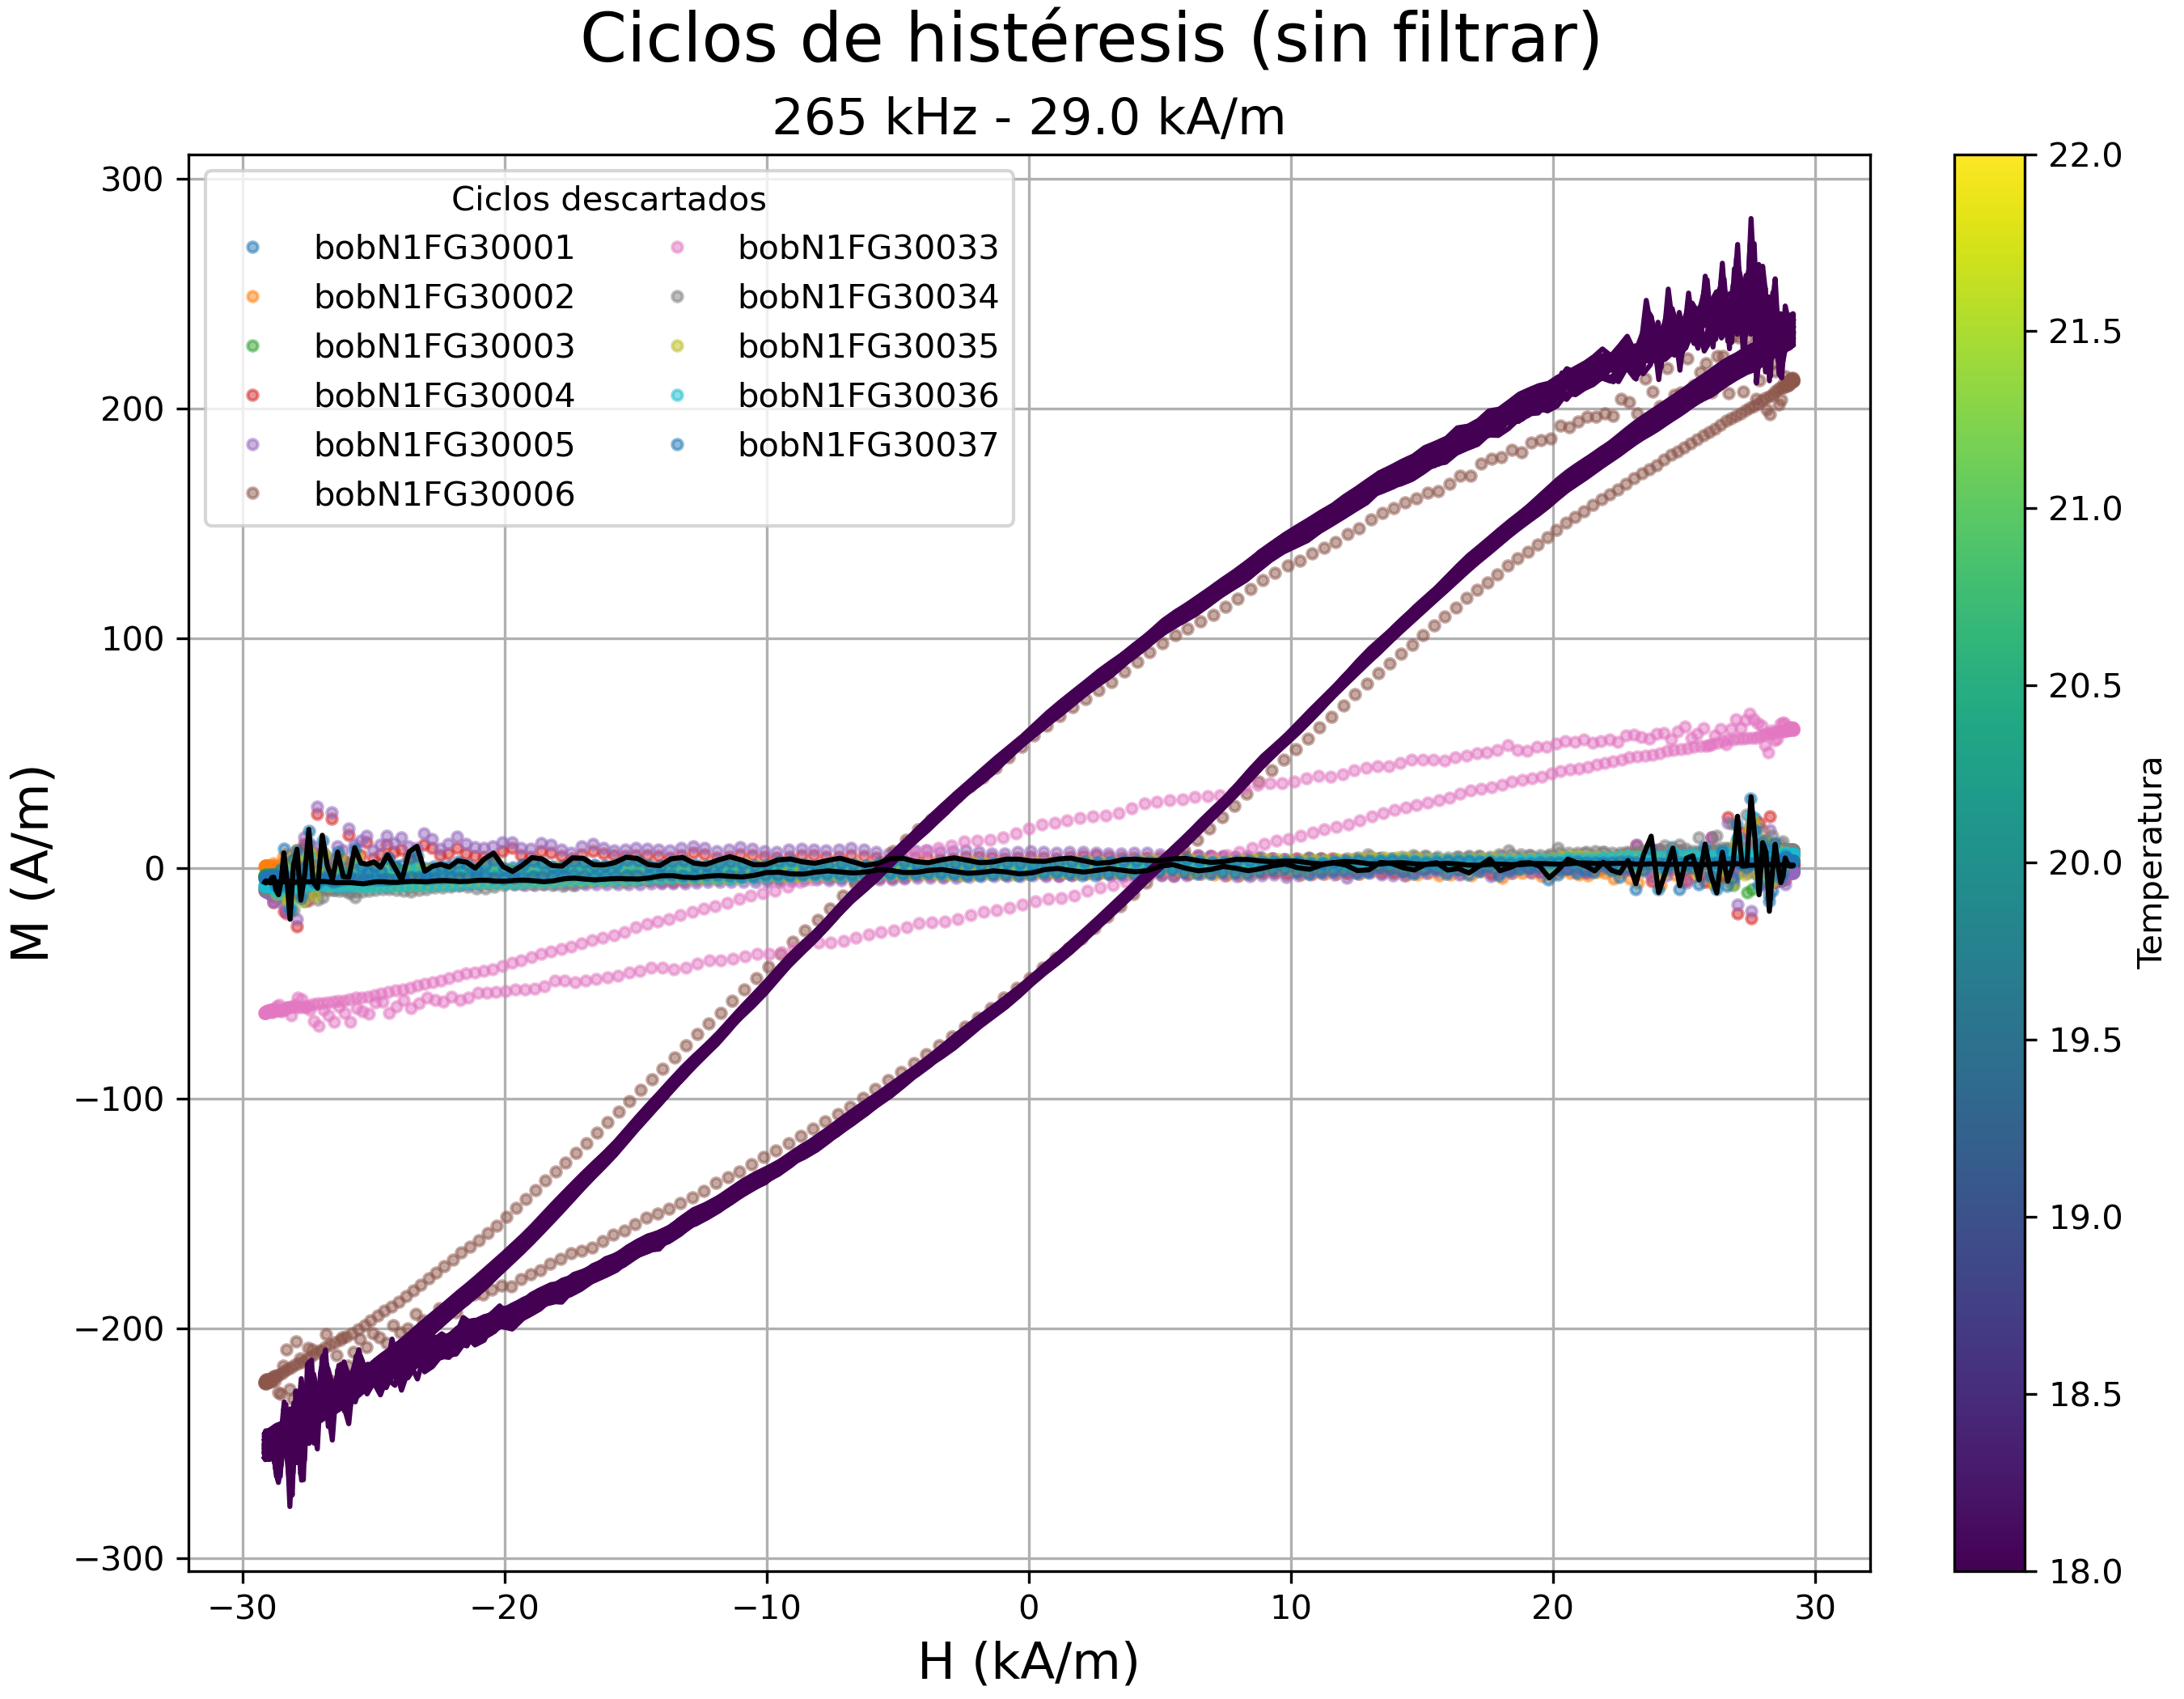 Ciclos de histéresis (sin filtrar)
265 kHz - 29.0 kA/m
Ciclos descartados
bobN1FG30001
bobN1FG30002
bobN1FG30003
bobN1FG30004
bobN1FG30005
bobN1FG30006
bobN1FG30033
bobN1FG30034
bobN1FG30035
bobN1FG30036
bobN1FG30037
M (A/m)
300
200
100
0
−100
−200
−300
−30
−20
−10
0
10
20
30
H (kA/m)
22.0
21.5
21.0
20.5
20.0
19.5
19.0
18.5
18.0
Temperatura